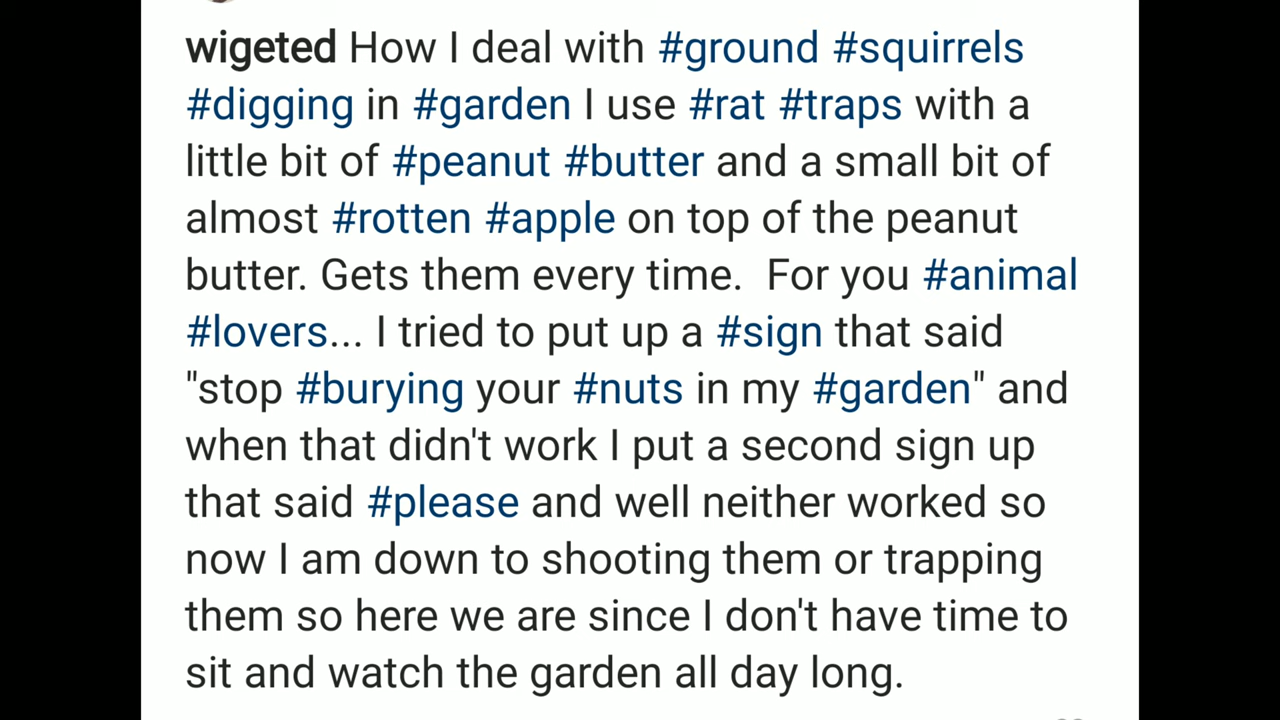 wigeted How I deal with #ground #squirrels
#digging in #garden I use #rat #traps with a
little bit of #peanut #butter and a small bit of
almost #rotten #apple on top of the peanut
butter. Gets them every time.  For you #animal
#lovers... I tried to put up a #sign that said
"stop #burying your #nuts in my #garden" and
when that didn't work I put a second sign up
that said #please and well neither worked so
now I am down to shooting them or trapping
them so here we are since I don't have time to
sit and watch the garden all day long.